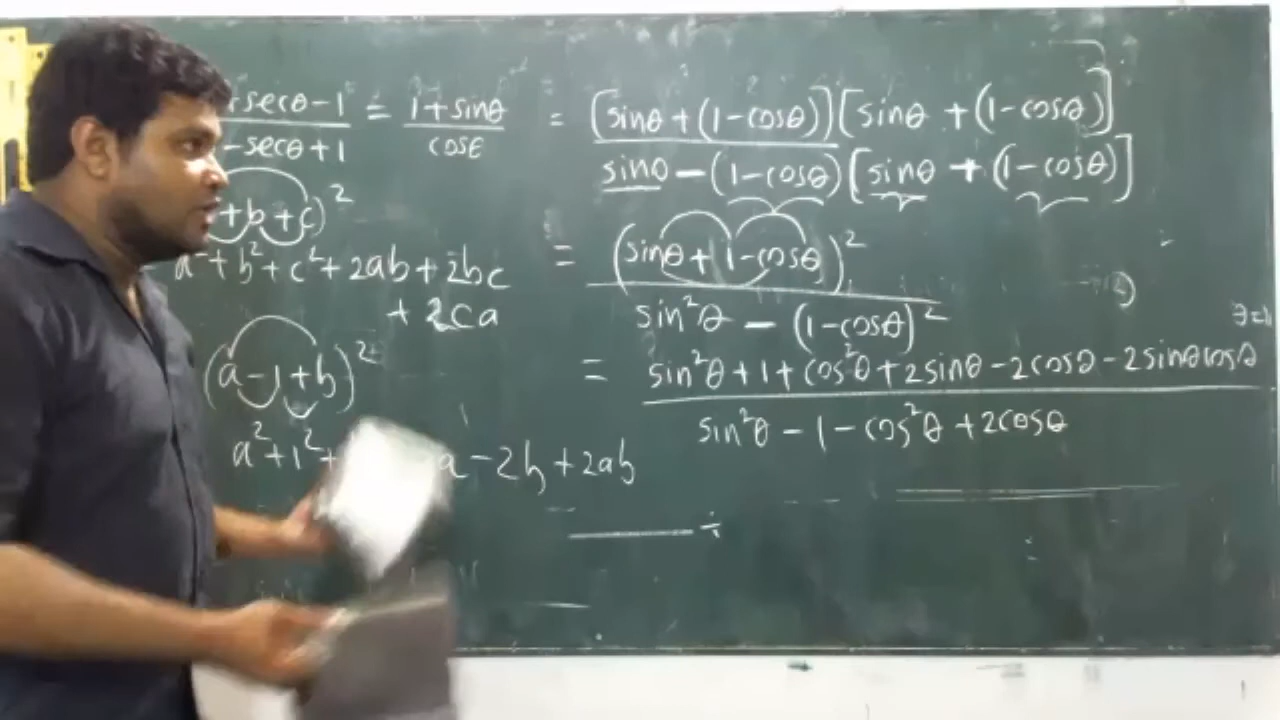 secθ-1 / -secθ+1 = 1+sinθ / cosθ
+b+c)²
a²+b²+c²+2ab+2bc
+2ca
(a-1+b)²
a²+1²+ a-2b+2ab
= [sinθ+(1-cosθ)][sinθ+(1-cosθ)]
sinθ-(1-cosθ)[sinθ+(1-cosθ)]
= (sinθ+1-cosθ)²
sin²θ-(1-cosθ)²
= sin²θ+1+cos²θ+2sinθ-2cosθ-2sinθcosθ
sin²θ-1-cos²θ+2cosθ
÷